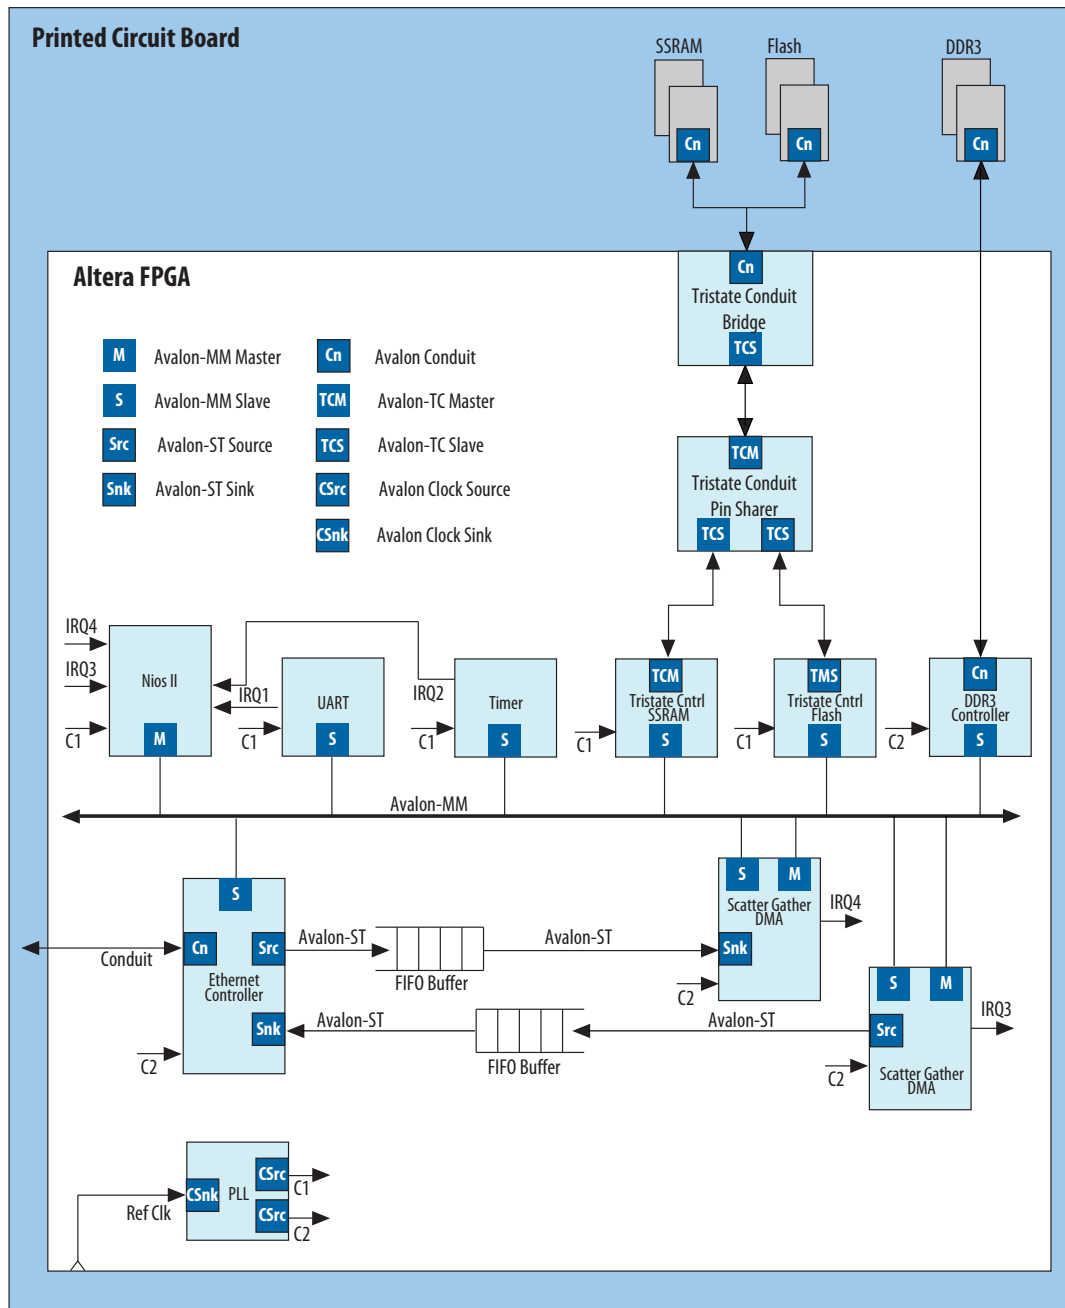 Printed Circuit Board
SSRAM
Flash
DDR3
Cn
Cn
Cn
Altera FPGA
Cn
Tristate Conduit
Bridge
TCS
M
Avalon-MM Master
Cn
Avalon Conduit
S
Avalon-MM Slave
TCM
Avalon-TC Master
Src
Avalon-ST Source
TCS
Avalon-TC Slave
Snk
Avalon-ST Sink
CSrc
Avalon Clock Source
CSnk
Avalon Clock Sink
TCM
Tristate Conduit
Pin Sharer
TCS
TCS
IRQ4
IRQ3
C1
Nios II
M
IRQ1
C1
UART
S
IRQ2
C1
Timer
S
C1
TCM
Tristate Cntrl
SSRAM
S
C1
TMS
Tristate Cntrl
Flash
S
C2
Cn
DDR3
Controller
S
Avalon-MM
S
Cn
Src
Conduit
Ethernet
Controller
Snk
C2
Avalon-ST
FIFO Buffer
Avalon-ST
S
M
Scatter Gather
DMA
IRQ4
Snk
C2
Avalon-ST
FIFO Buffer
Avalon-ST
S
M
Src
IRQ3
C2
Scatter Gather
DMA
CSrc
C1
CSnk
PLL
Ref Clk
CSrc
C2